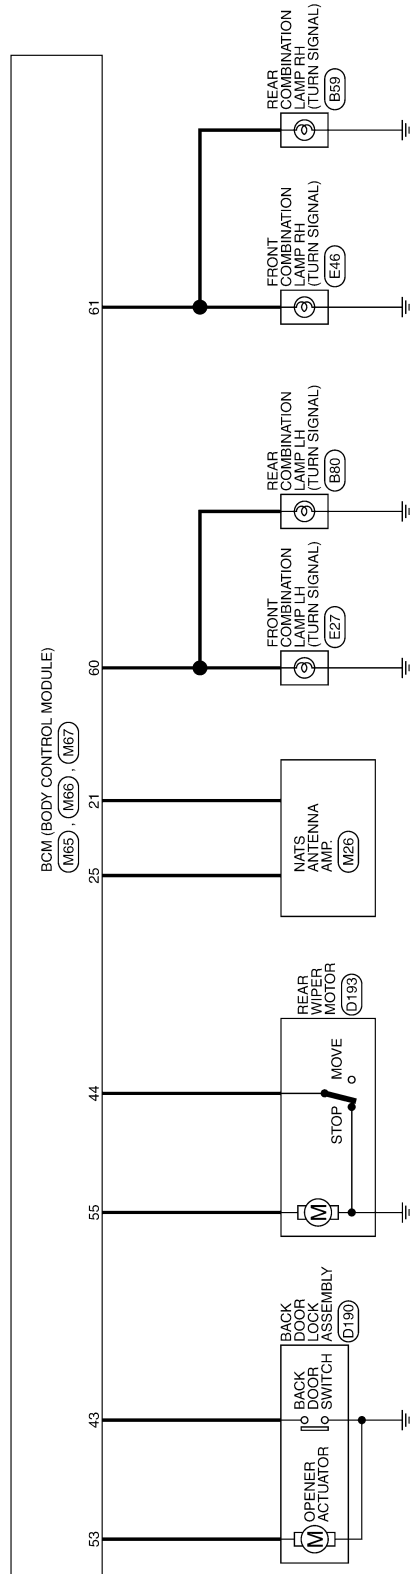 BCM (BODY CONTROL MODULE)
M65 , M66 , M67
53
43
55
44
25
21
60
61
OPENER
ACTUATOR
M
BACK
DOOR
SWITCH
BACK
DOOR
LOCK
ASSEMBLY
D190
M
STOP
MOVE
REAR
WIPER
MOTOR
D193
NATS
ANTENNA
AMP.
M26
FRONT
COMBINATION
LAMP LH
(TURN SIGNAL)
E27
REAR
COMBINATION
LAMP LH
(TURN SIGNAL)
B80
FRONT
COMBINATION
LAMP RH
(TURN SIGNAL)
E46
REAR
COMBINATION
LAMP RH
(TURN SIGNAL)
B59